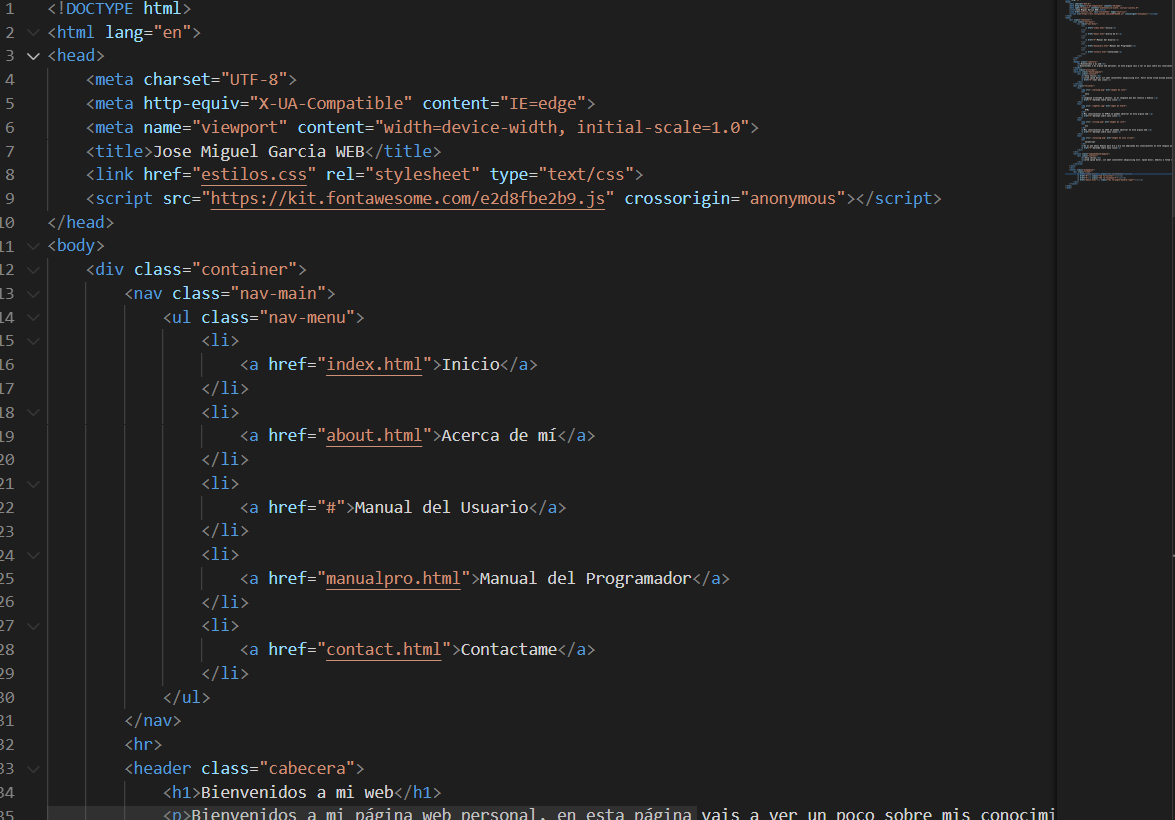 1 <!DOCTYPE html>
2 <html lang="en">
3 <head>
4 <meta charset="UTF-8">
5 <meta http-equiv="X-UA-Compatible" content="IE=edge">
6 <meta name="viewport" content="width=device-width, initial-scale=1.0">
7 <title>Jose Miguel Garcia WEB</title>
8 <link href="estilos.css" rel="stylesheet" type="text/css">
9 <script src="https://kit.fontawesome.com/e2d8fbe2b9.js" crossorigin="anonymous"></script>
10 </head>
11 <body>
12 <div class="container">
13 <nav class="nav-main">
14 <ul class="nav-menu">
15 <li>
16 <a href="index.html">Inicio</a>
17 </li>
18 <li>
19 <a href="about.html">Acerca de mí</a>
20 </li>
21 <li>
22 <a href="#">Manual del Usuario</a>
23 </li>
24 <li>
25 <a href="manualpro.html">Manual del Programador</a>
26 </li>
27 <li>
28 <a href="contact.html">Contactame</a>
29 </li>
30 </ul>
31 </nav>
32 <hr>
33 <header class="cabecera">
34 <h1>Bienvenidos a mi web</h1>
35 <p>Bienvenidos a mi página web personal, en esta página vais a ver un poco sobre mis conocimi